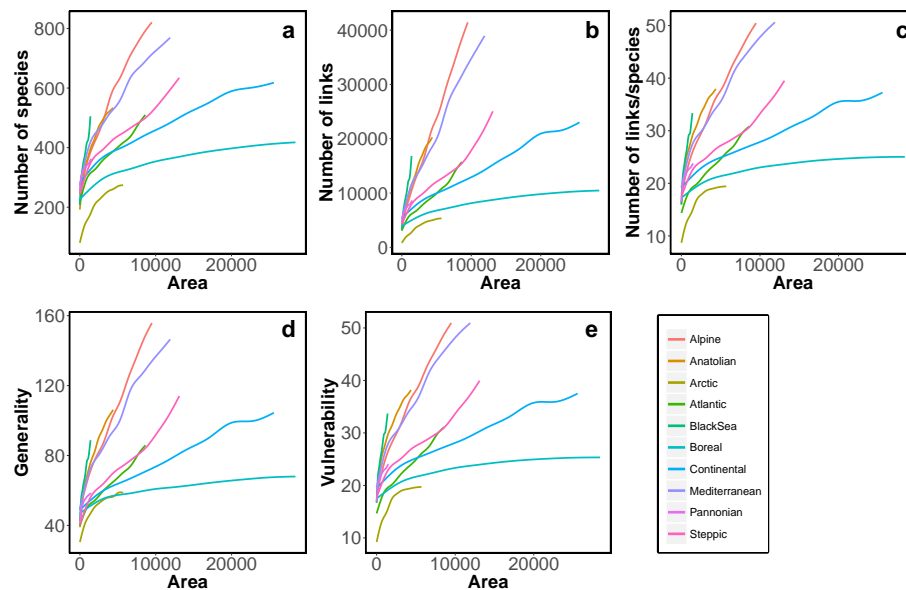 a
Number of species
800
600
400
200
0 10000 20000
Area
b
Number of links
40000
30000
20000
10000
0
0 10000 20000
Area
c
Number of links/species
50
40
30
20
10
0 10000 20000
Area
d
Generality
160
120
80
40
0 10000 20000
Area
e
Vulnerability
50
40
30
20
10
0 10000 20000
Area
Alpine
Anatolian
Arctic
Atlantic
BlackSea
Boreal
Continental
Mediterranean
Pannonian
Steppic